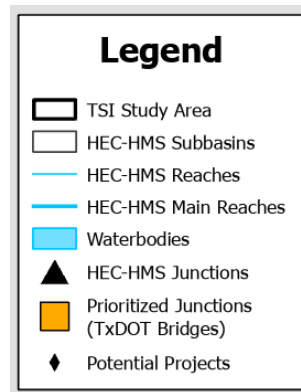 Legend
TSI Study Area
HEC-HMS Subbasins
HEC-HMS Reaches
HEC-HMS Main Reaches
Waterbodies
HEC-HMS Junctions
Prioritized Junctions
(TxDOT Bridges)
Potential Projects